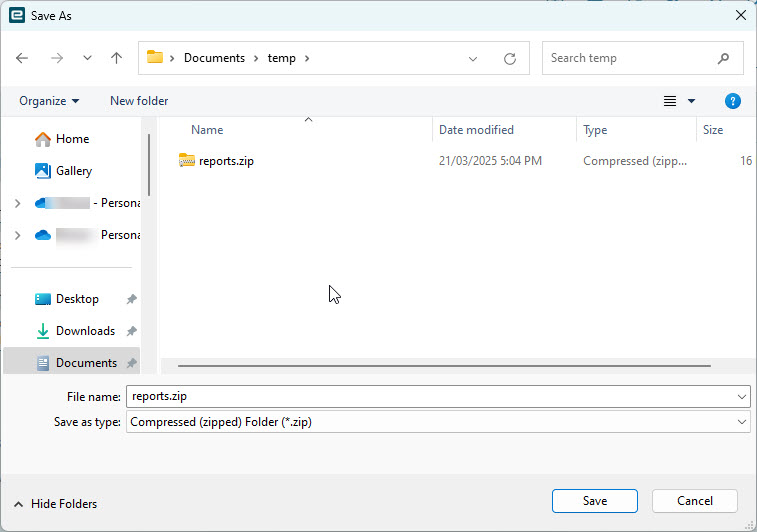 Save As
Documents temp
Search temp
Organize New folder
Name Date modified Type Size
Home
Gallery
- Persona
Persona
Desktop
Downloads
Documents
reports.zip 21/03/2025 5:04 PM Compressed (zipp... 16
File name: reports.zip
Save as type: Compressed (zipped) Folder (*.zip)
Hide Folders Save Cancel